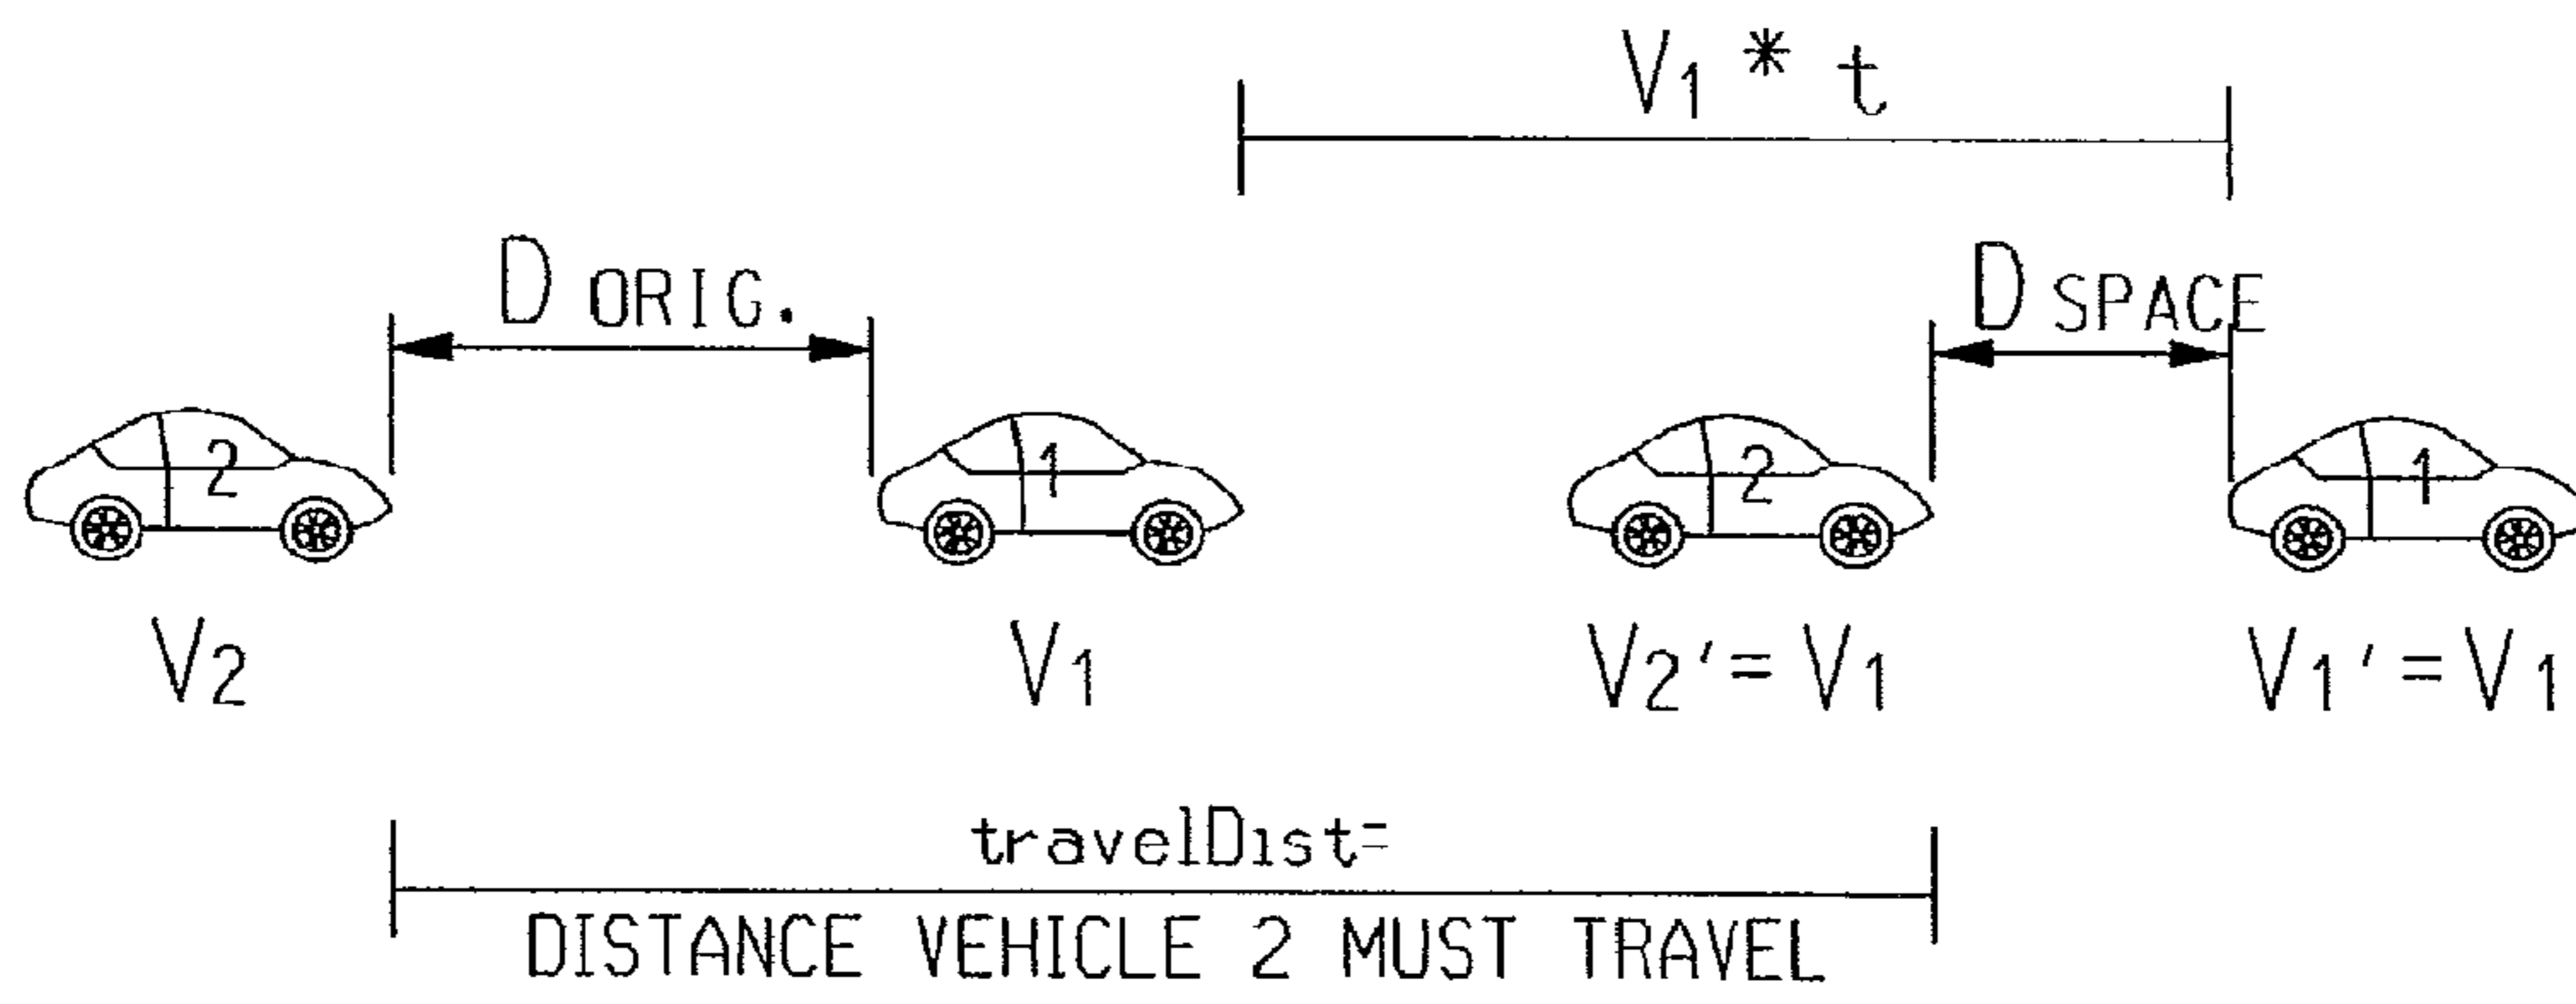 V1 * t
D ORIG.
D SPACE
2
1
2
1
V2
V1
V2'= V1
V1'= V1
travelDist=
DISTANCE VEHICLE 2 MUST TRAVEL